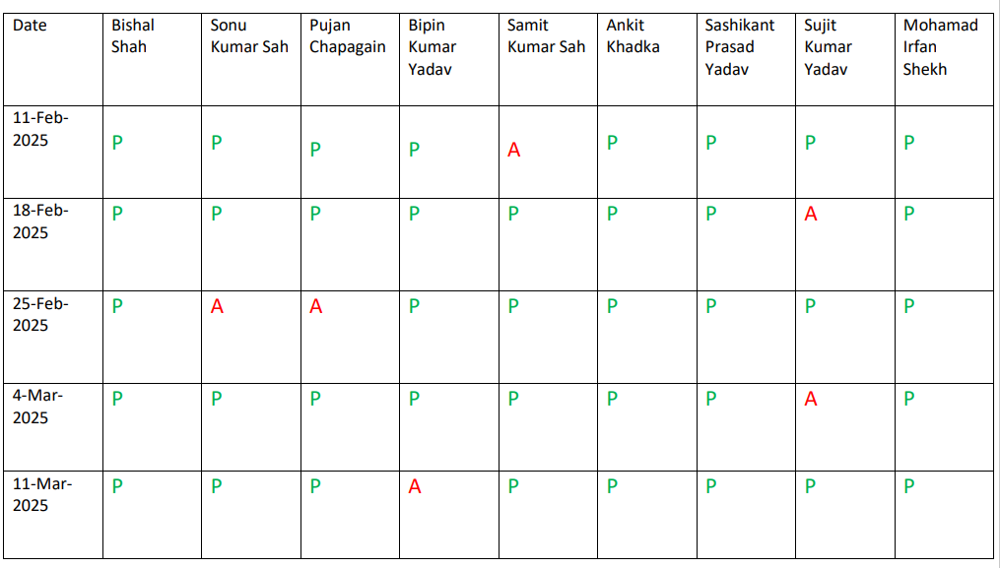 Date Bishal Shah Sonu Kumar Sah Pujan Chapagain Bipin Kumar Yadav Samit Kumar Sah Ankit Khadka Sashikant Prasad Yadav Sujit Kumar Yadav Mohamad Irfan Shekh
11-Feb-2025 P P P P A P P P P
18-Feb-2025 P P P P P P P A P
25-Feb-2025 P A A P P P P P P
4-Mar-2025 P P P P P P P A P
11-Mar-2025 P P P A P P P P P